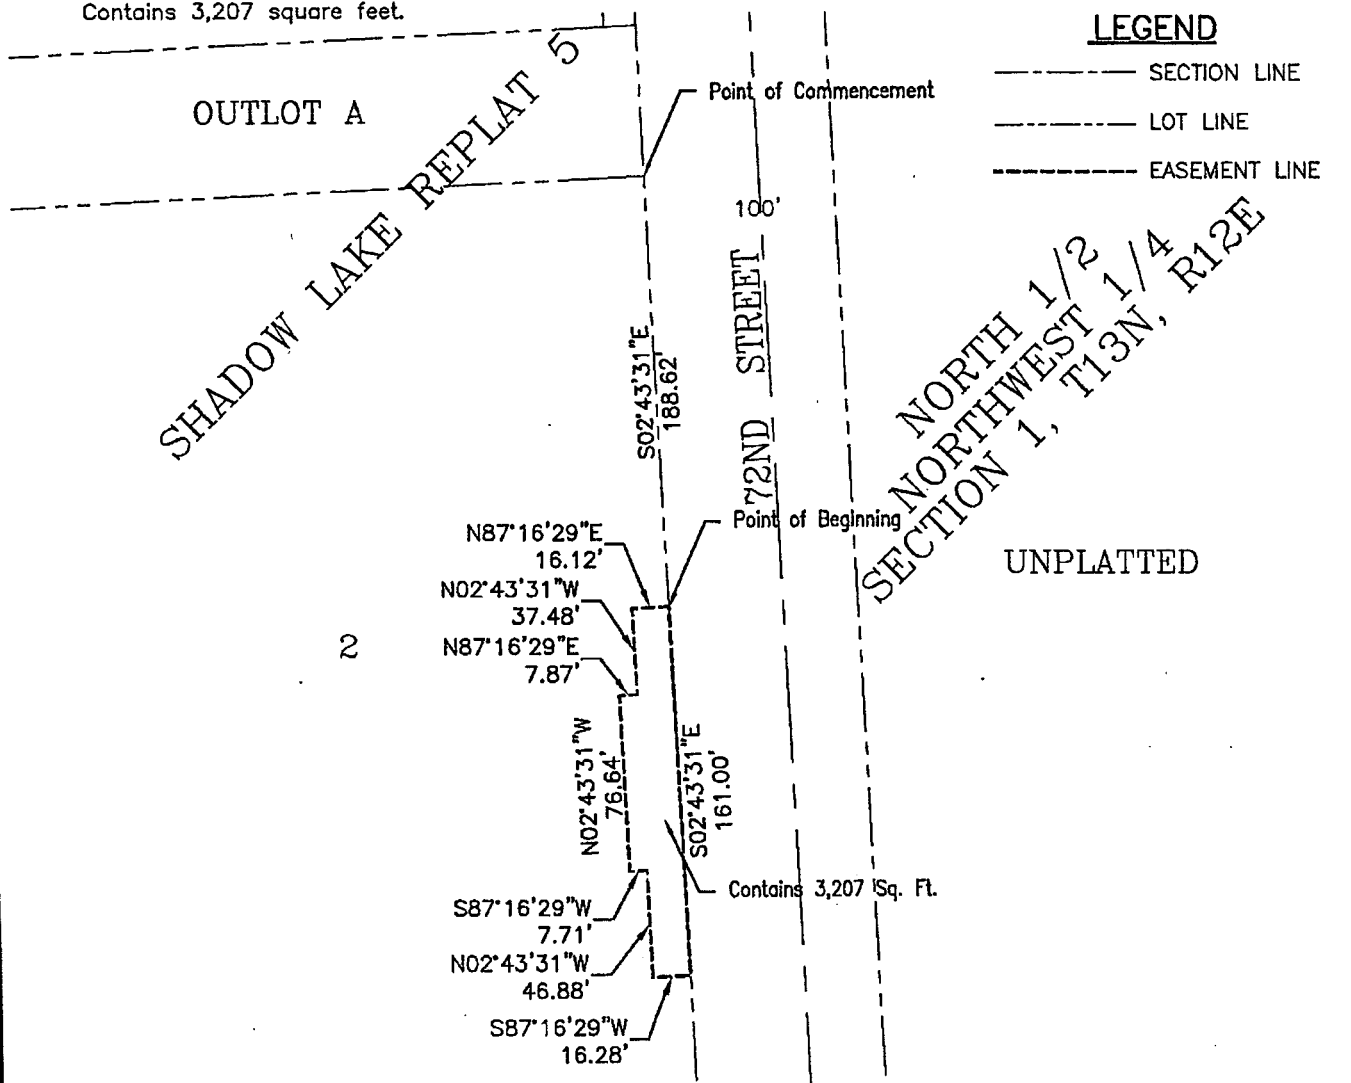 Contains 3,207 square feet.
LEGEND
SECTION LINE
LOT LINE
EASEMENT LINE
OUTLOT A
SHADOW LAKE REPLAT 5
Point of Commencement
100'
72ND STREET
NORTH 1/2
NORTHWEST 1/4
SECTION 1, T13N, R12E
S02°43'31"E
188.62'
Point of Beginning
UNPLATTED
N87°16'29"E
16.12'
N02°43'31"W
37.48'
N87°16'29"E
7.87'
2
N02°43'31"W
76.64'
S02°43'31"E
161.00'
Contains 3,207 Sq. Ft.
S87°16'29"W
7.71'
N02°43'31"W
46.88'
S87°16'29"W
16.28'